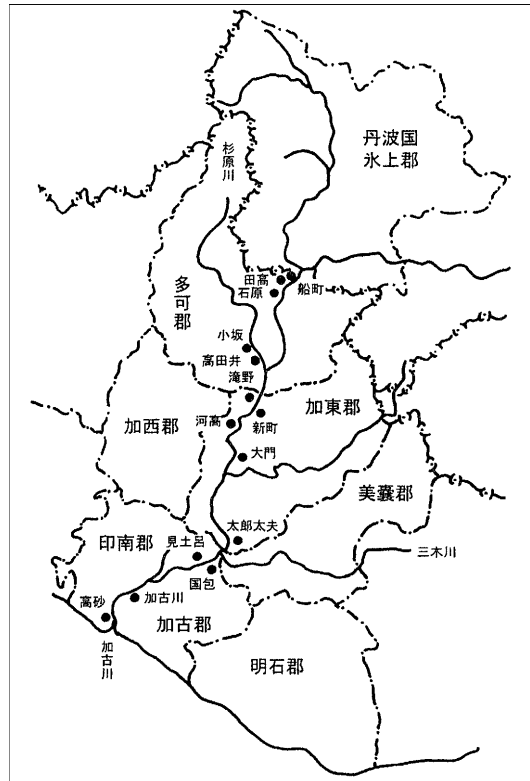 丹波国
氷上郡
杉原川
田高
船町
石原
多可郡
小坂
高田井
滝野
加東郡
加西郡
河高
新町
大門
美嚢郡
太郎太夫
印南郡
見土呂
三木川
国包
高砂
加古川
加古郡
加古川
明石郡